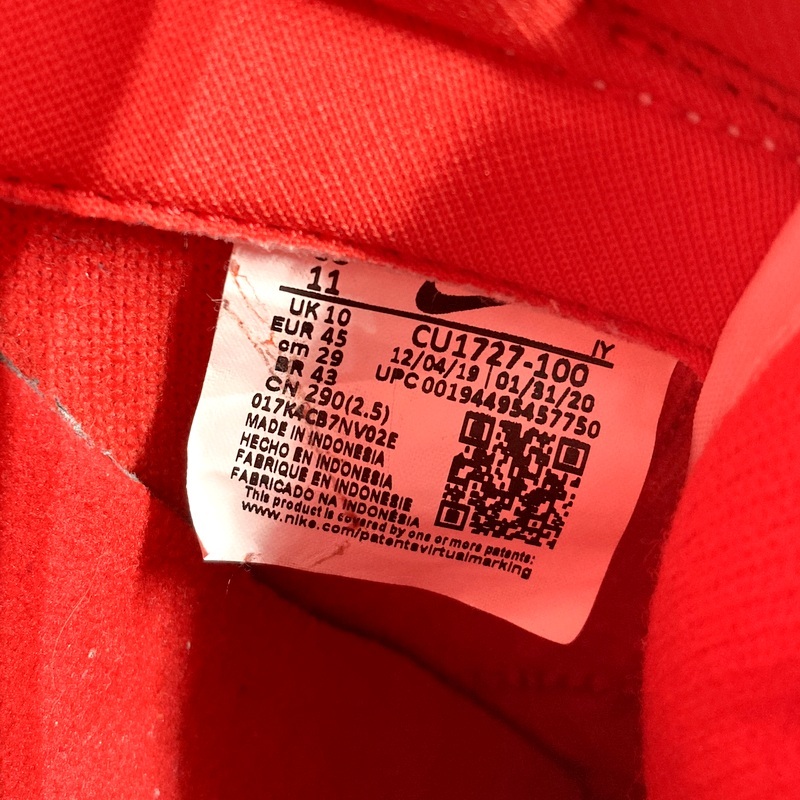 11
UK 10
EUR 45
cm 29
BR 43
CN 290(2.5)
IY
CU1727-100
12/04/19 | 01/31/20
UPC 00194495457750
017K4CB7NV02E
MADE IN INDONESIA
HECHO EN INDONESIA
FABRIQUE EN INDONESIE
FABRICADO NA INDONESIA
This product is covered by one or more patents:
www.nike.com/patentsvirtualmarking